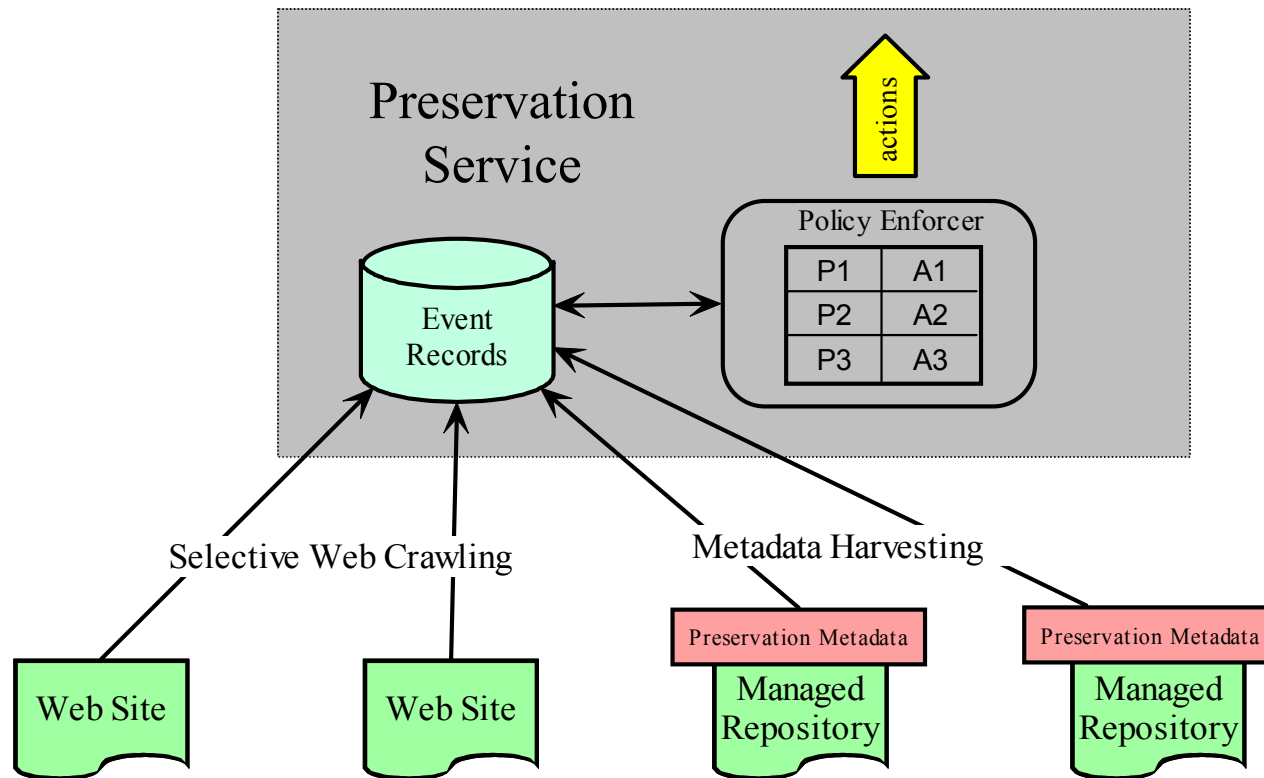 Preservation
Service
actions
Policy Enforcer
P1 A1
P2 A2
P3 A3
Event
Records
Selective Web Crawling
Metadata Harvesting
Preservation Metadata
Preservation Metadata
Web Site
Web Site
Managed
Repository
Managed
Repository